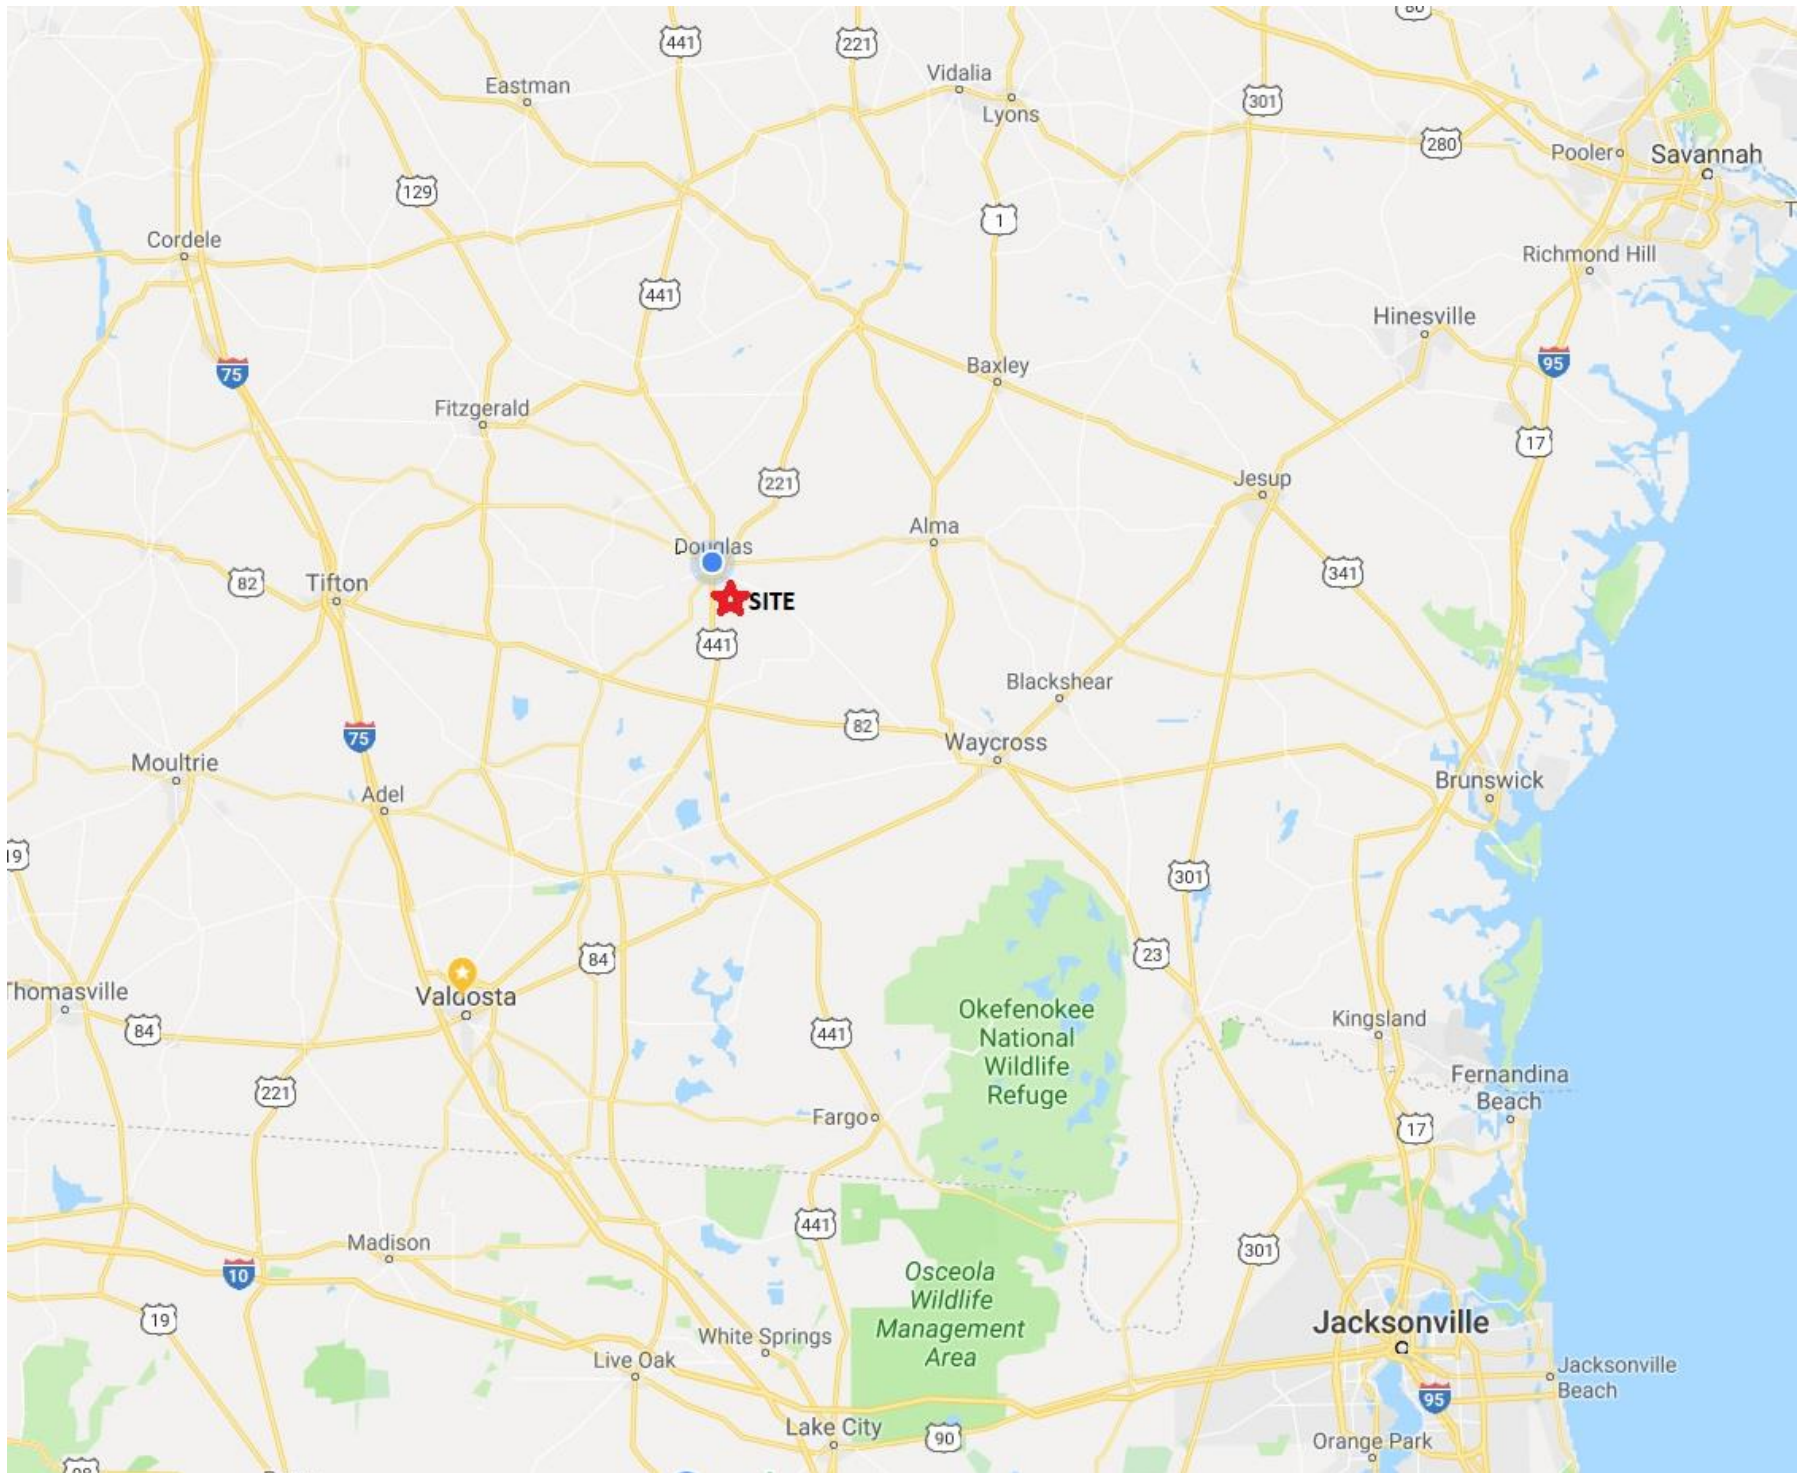 80
441
221
Eastman
Vidalia
Lyons
301
280
Pooler
Savannah
129
1
Cordele
T
Richmond Hill
441
Hinesville
75
95
Baxley
Fitzgerald
17
221
Jesup
Alma
Douglas
82
Tifton
341
SITE
441
Blackshear
82
75
Waycross
Moultrie
Adel
Brunswick
19
301
84
23
Thomasville
Valdosta
84
441
Okefenokee
National
Wildlife
Refuge
Kingsland
221
Fernandina
Beach
Fargo
17
441
Madison
301
10
Osceola
Wildlife
Management
Area
19
White Springs
Jacksonville
Live Oak
Jacksonville
Beach
95
Lake City
90
Orange Park